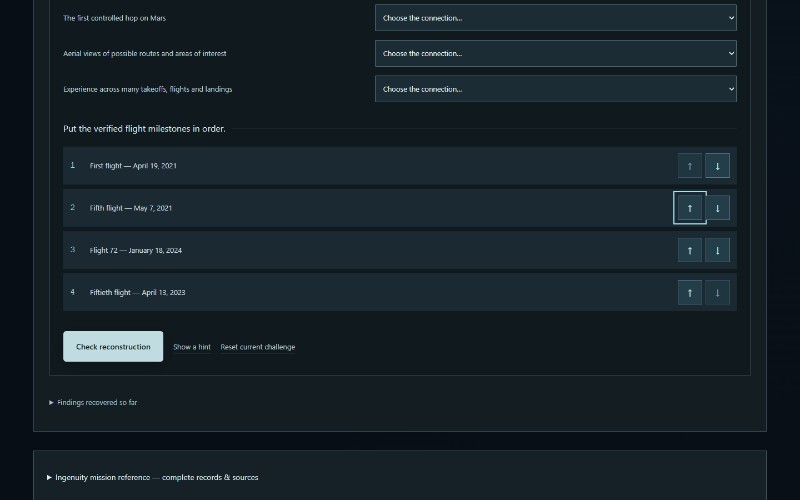 The first controlled hop on Mars
Choose the connection...
Aerial views of possible routes and areas of interest
Choose the connection...
Experience across many takeoffs, flights and landings
Choose the connection...
Put the verified flight milestones in order.
1 First flight — April 19, 2021 ↑ ↓
2 Fifth flight — May 7, 2021 ↑ ↓
3 Flight 72 — January 18, 2024 ↑ ↓
4 Fiftieth flight — April 13, 2023 ↑ ↓
Check reconstruction Show a hint Reset current challenge
▶ Findings recovered so far
▶ Ingenuity mission reference — complete records & sources